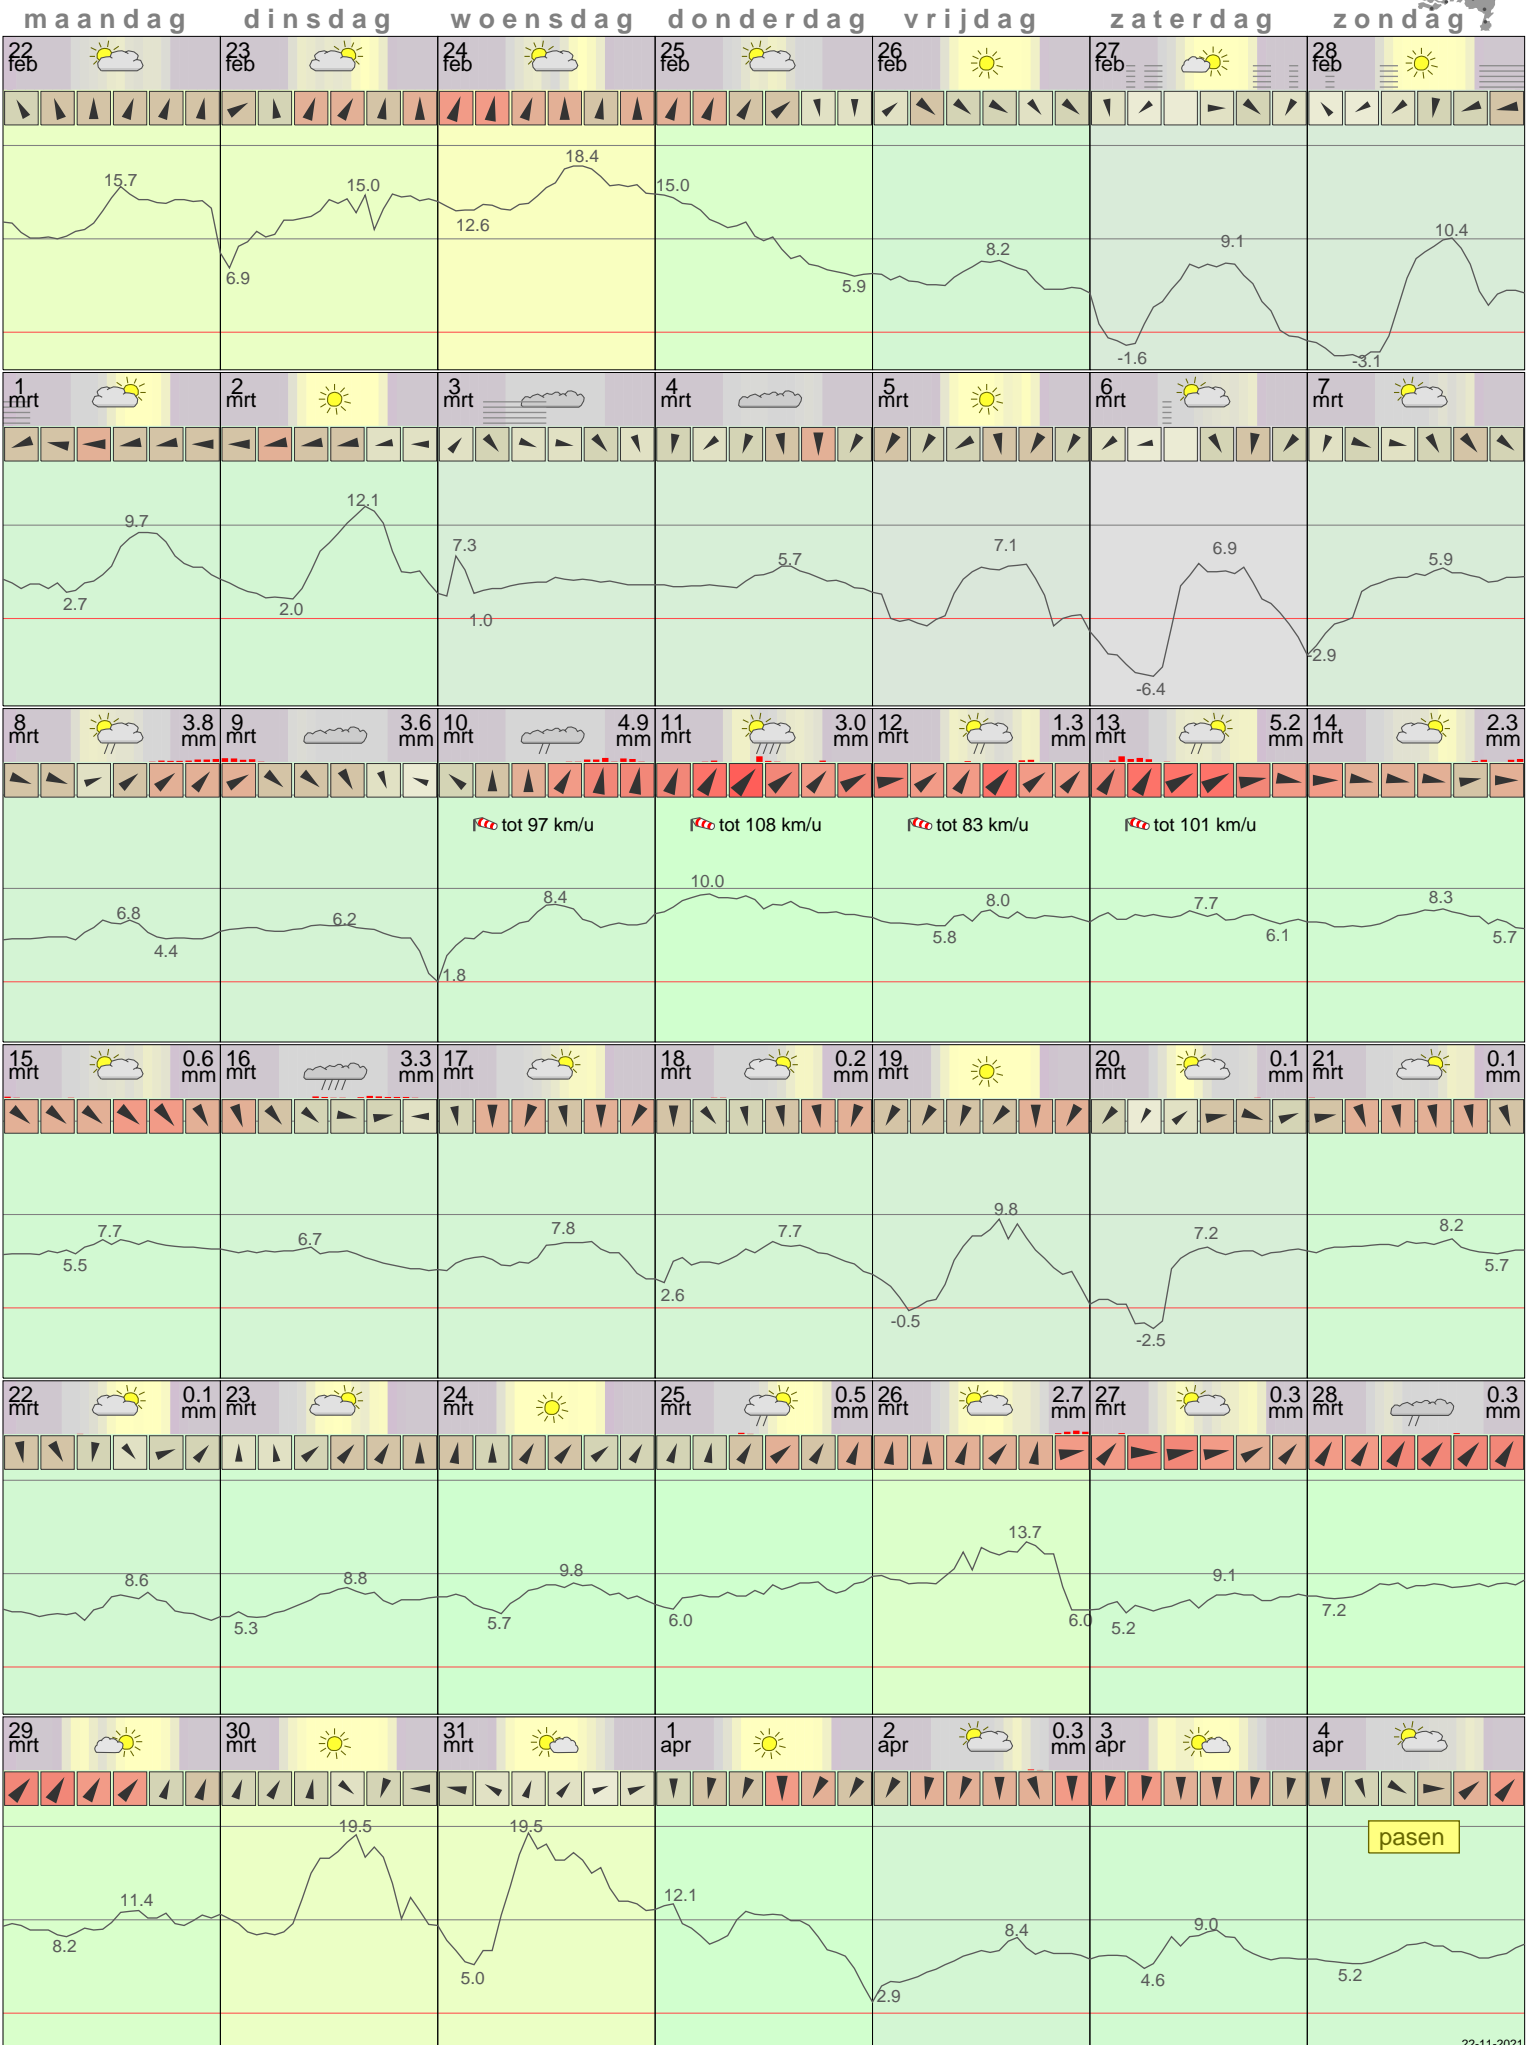 maandag dinsdag woensdag donderdag vrijdag zaterdag zondag
22 23 24 25 26 27 28
feb feb feb feb feb feb feb
15.7 6.9 15.0 12.6 18.4 15.0 5.9 8.2 -1.6 9.1 -3.1 10.4
1 2 3 4 5 6 7
mrt mrt mrt mrt mrt mrt mrt
2.7 9.7 2.0 12.1 7.3 1.0 5.7 7.1 -6.4 6.9 -2.9 5.9
8 3.8 9 3.6 10 4.9 11 3.0 12 1.3 13 5.2 14 2.3
mrt mm mrt mm mrt mm mrt mm mrt mm mrt mm mrt mm
tot 97 km/u tot 108 km/u tot 83 km/u tot 101 km/u
6.8 4.4 6.2 1.8 8.4 10.0 5.8 8.0 7.7 6.1 8.3 5.7
15 0.6 16 3.3 17 18 0.2 19 20 0.1 21 0.1
mrt mm mrt mm mrt mrt mm mrt mrt mm mrt mm
5.5 7.7 6.7 7.8 2.6 7.7 -0.5 9.8 -2.5 7.2 8.2 5.7
22 0.1 23 24 25 0.5 26 2.7 27 0.3 28 0.3
mrt mm mrt mrt mrt mm mrt mm mrt mm mrt mm
8.6 5.3 8.8 5.7 9.8 6.0 13.7 6.0 5.2 9.1 7.2
29 30 31 1 2 0.3 3 4
mrt mrt mrt apr apr mm apr apr
pasen
8.2 11.4 19.5 5.0 19.5 12.1 2.9 8.4 4.6 9.0 5.2
22-11-2021